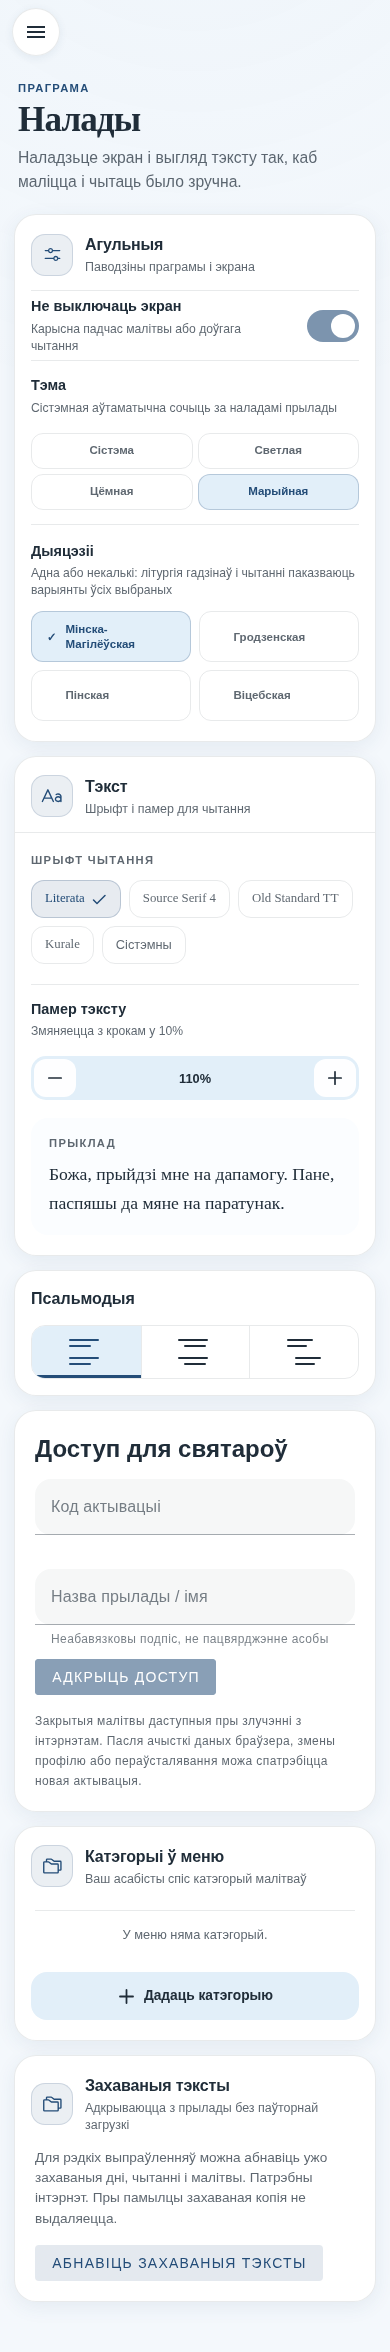 ПРАГРАМА
Налады
Наладзьце экран і выгляд тэксту так, каб
маліцца і чытаць было зручна.
Агульныя
Паводзіны праграмы і экрана
Не выключаць экран
Карысна падчас малітвы або доўгага
чытання
Тэма
Сістэмная аўтаматычна сочыць за наладамі прылады
Сістэма
Светлая
Цёмная
Марыйная
Дыяцэзіі
Адна або некалькі: літургія гадзінаў і чытанні паказваюць
варыянты ўсіх выбраных
✓ Мінска-
Магілёўская
Гродзенская
Пінская
Віцебская
Аа
Тэкст
Шрыфт і памер для чытання
ШРЫФТ ЧЫТАННЯ
Literata
Source Serif 4
Old Standard TT
Kurale
Сістэмны
Памер тэксту
Змяняецца з крокам у 10%
110%
ПРЫКЛАД
Божа, прыйдзі мне на дапамогу. Пане,
паспяшы да мяне на паратунак.
Псальмодыя
Доступ для святароў
Код актывацыі
Назва прылады / імя
Неабавязковы подпіс, не пацвярджэнне асобы
АДКРЫЦЬ ДОСТУП
Закрытыя малітвы даступныя пры злучэнні з
інтэрнэтам. Пасля ачысткі даных браўзера, змены
профілю або пераўсталявання можа спатрэбіцца
новая актывацыя.
Катэгорыі ў меню
Ваш асабісты спіс катэгорый малітваў
У меню няма катэгорый.
Дадаць катэгорыю
Захаваныя тэксты
Адкрываюцца з прылады без паўторнай
загрузкі
Для рэдкіх выпраўленняў можна абнавіць ужо
захаваныя дні, чытанні і малітвы. Патрэбны
інтэрнэт. Пры памылцы захаваная копія не
выдаляецца.
АБНАВІЦЬ ЗАХАВАНЫЯ ТЭКСТЫ